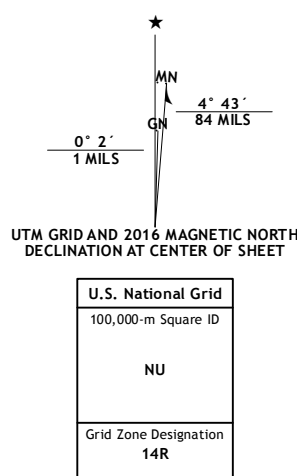 ★
MN
4° 43´
84 MILS
GN
0° 2´
1 MILS
UTM GRID AND 2016 MAGNETIC NORTH
DECLINATION AT CENTER OF SHEET
U.S. National Grid
100,000-m Square ID
NU
Grid Zone Designation
14R